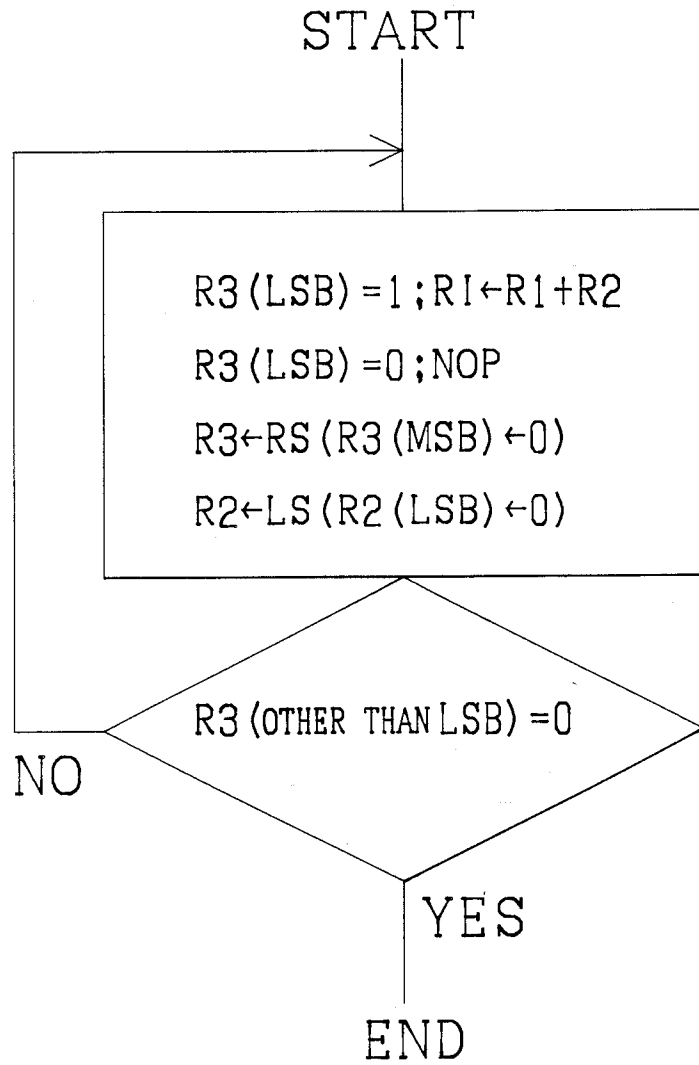 START
R3(LSB)=1;RI←R1+R2
R3(LSB)=0;NOP
R3←RS(R3(MSB)←0)
R2←LS(R2(LSB)←0)
R3(OTHER THAN LSB)=0
NO
YES
END